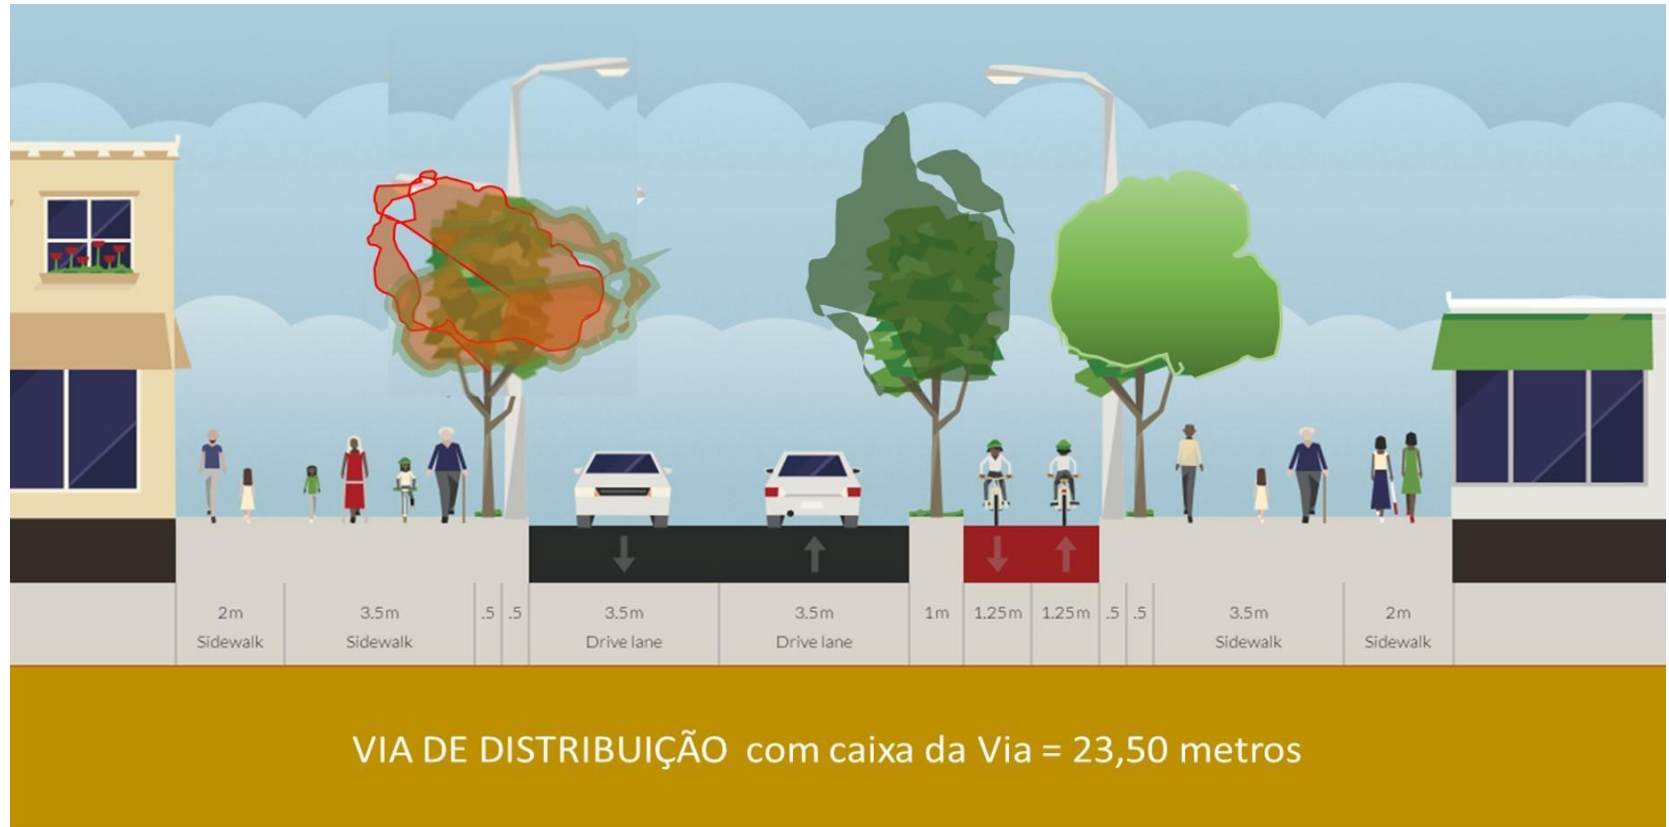 2m 3.5m .5 .5 3.5m 3.5m 1m 1.25m 1.25m .5 .5 3.5m 2m
Sidewalk Sidewalk Drive lane Drive lane Sidewalk Sidewalk
VIA DE DISTRIBUIÇÃO com caixa da Via = 23,50 metros